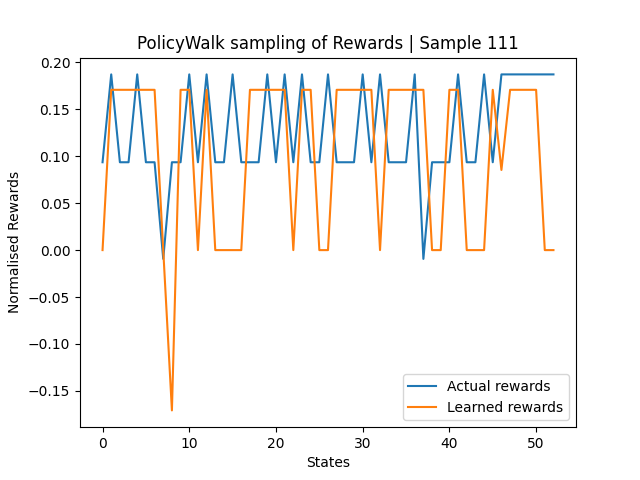 PolicyWalk sampling of Rewards | Sample 111
Normalised Rewards
0.20
0.15
0.10
0.05
0.00
−0.05
−0.10
−0.15
0 10 20 30 40 50
States
Actual rewards
Learned rewards